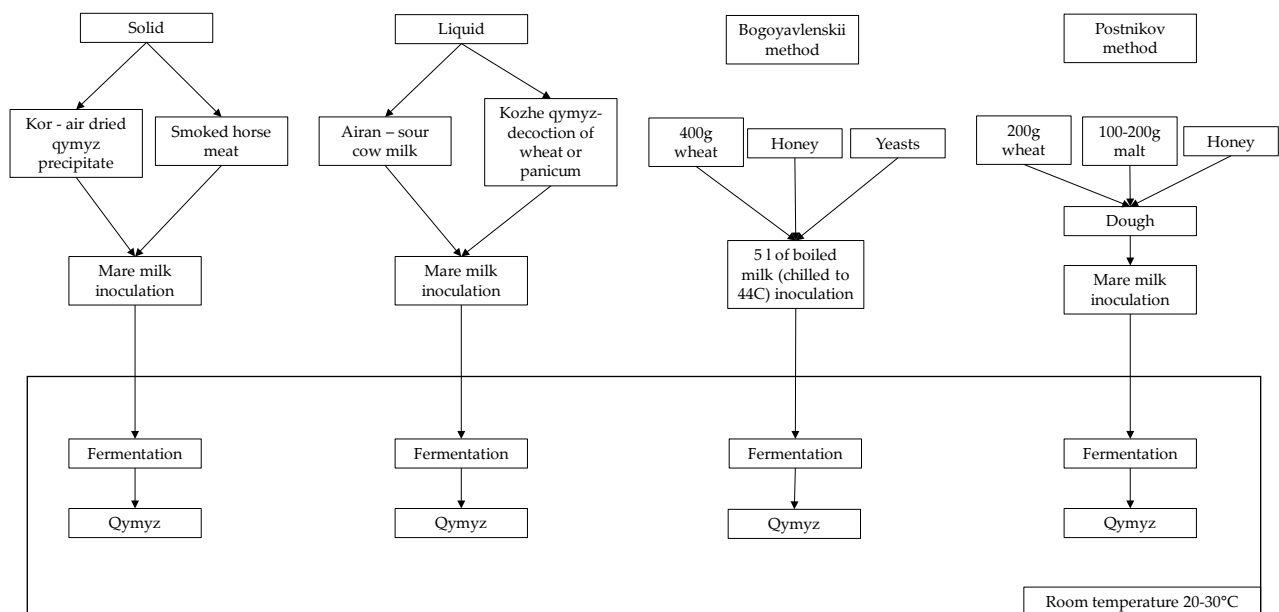 Solid
Liquid
Bogoyavlenskii
method
Postnikov
method
Kor - air dried
qymyz
precipitate
Smoked horse
meat
Airan – sour
cow milk
Kozhe qymyz-
decoction of
wheat or
panicum
400g
wheat
Honey
Yeasts
200g
wheat
100-200g
malt
Honey
Dough
Mare milk
inoculation
Mare milk
inoculation
5 l of boiled
milk (chilled to
44C) inoculation
Mare milk
inoculation
Fermentation
Fermentation
Fermentation
Fermentation
Qymyz
Qymyz
Qymyz
Qymyz
Room temperature 20-30°C